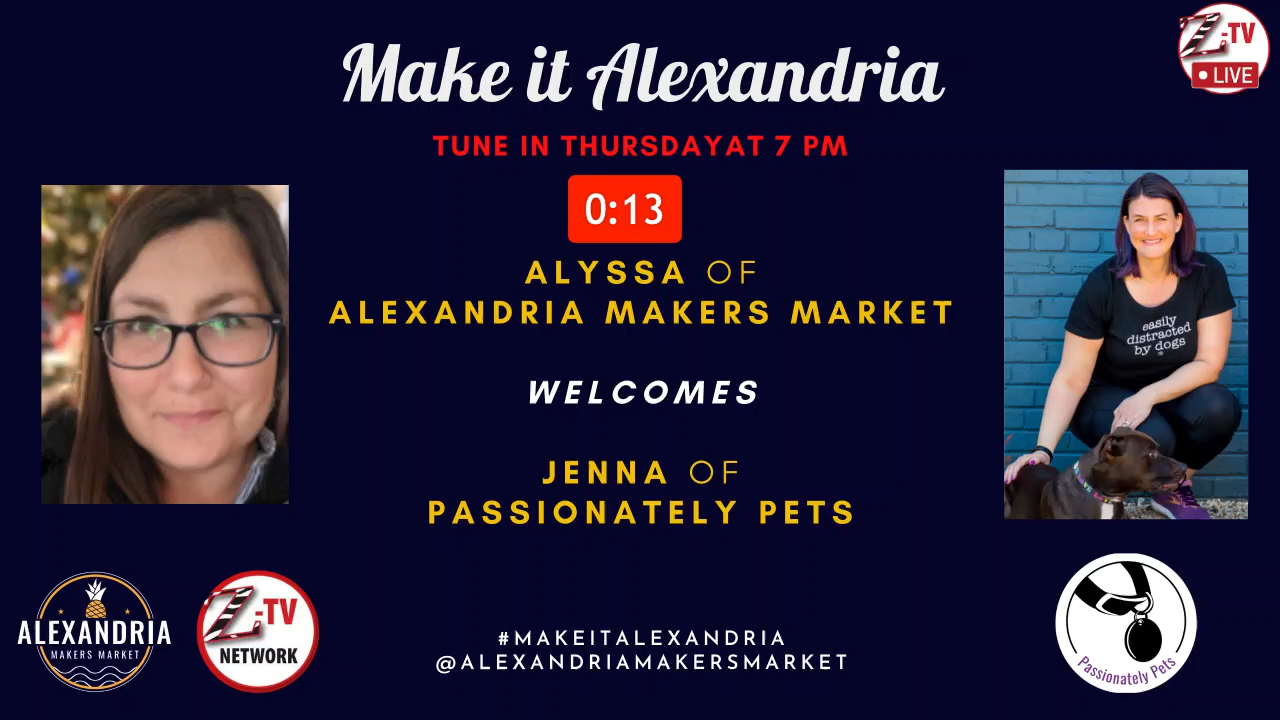 Make it Alexandria
Z-TV
LIVE
TUNE IN THURSDAYAT 7 PM
0:13
ALYSSA OF
ALEXANDRIA MAKERS MARKET
easily
distracted
by dogs
WELCOMES
JENNA OF
PASSIONATELY PETS
ALEXANDRIA
MAKERS MARKET
Z-TV
NETWORK
#MAKEITALEXANDRIA
@ALEXANDRIAMAKERSMARKET
Passionately Pets